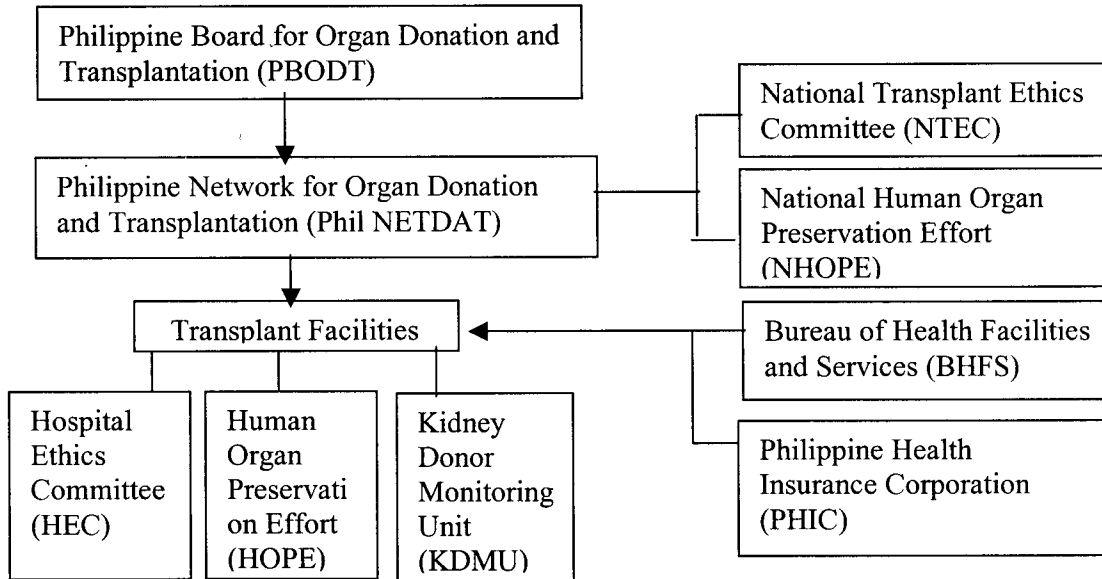 Philippine Board for Organ Donation and
Transplantation (PBODT)
National Transplant Ethics
Committee (NTEC)
Philippine Network for Organ Donation
and Transplantation (Phil NETDAT)
National Human Organ
Preservation Effort
(NHOPE)
Transplant Facilities
Bureau of Health Facilities
and Services (BHFS)
Hospital
Ethics
Committee
(HEC)
Human
Organ
Preservati
on Effort
(HOPE)
Kidney
Donor
Monitoring
Unit
(KDMU)
Philippine Health
Insurance Corporation
(PHIC)